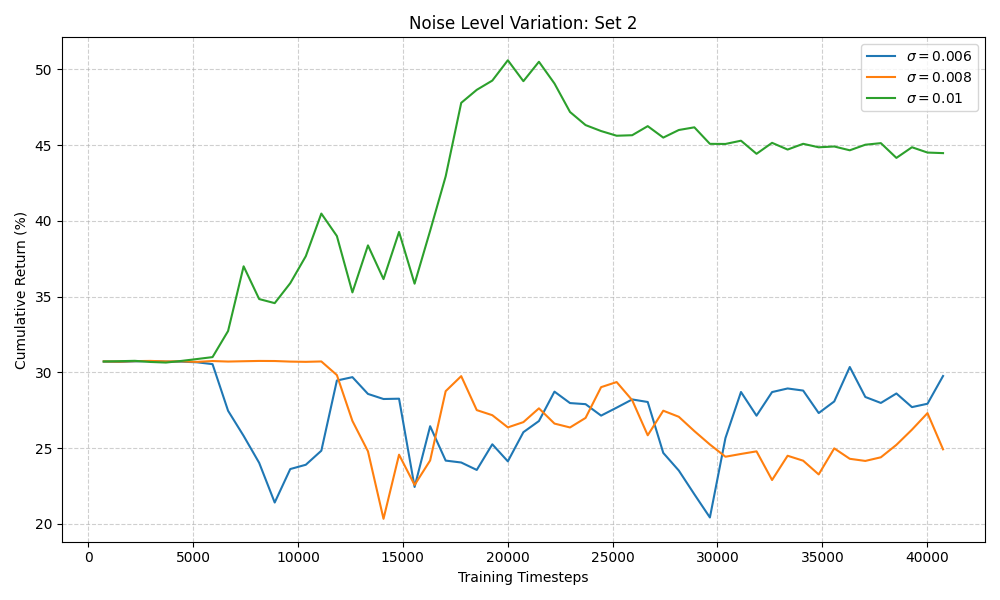 Noise Level Variation: Set 2
σ = 0.006
σ = 0.008
σ = 0.01
50
45
40
35
30
25
20
Cumulative Return (%)
0 5000 10000 15000 20000 25000 30000 35000 40000
Training Timesteps